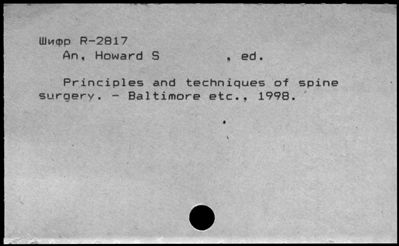 Шифр R-2817
An, Howard S , ed.
Principles and techniques of spine
surgery. - Baltimore etc., 1998.